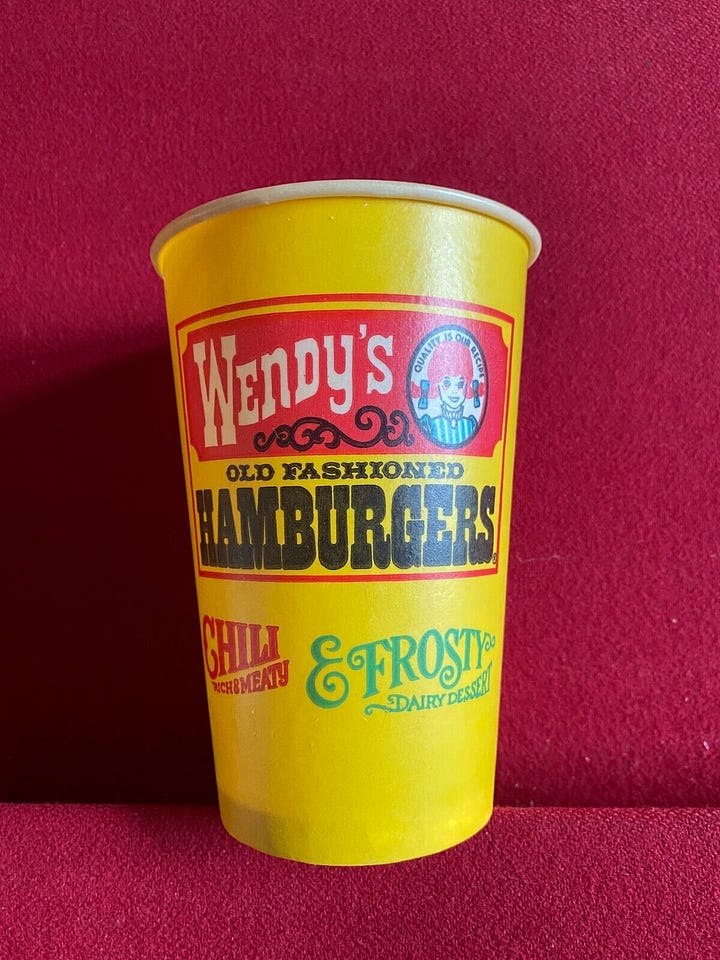 Wendy's
QUALITY IS OUR RECIPE
OLD FASHIONED
HAMBURGERS®
CHILI
RICH & MEATY
& FROSTY
DAIRY DESSERT